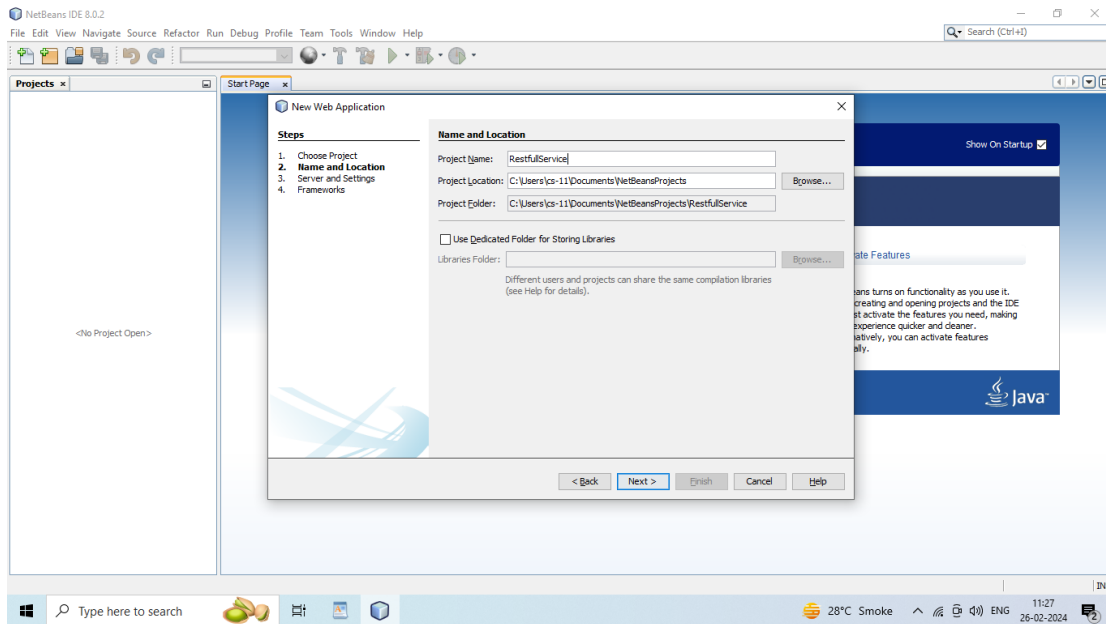 NetBeans IDE 8.0.2
File Edit View Navigate Source Refactor Run Debug Profile Team Tools Window Help
Search (Ctrl+I)
Projects
Start Page
<No Project Open>
New Web Application
Steps
1. Choose Project
2. Name and Location
3. Server and Settings
4. Frameworks
Name and Location
Project Name: RestfullService
Project Location: C:\Users\cs-11\Documents\NetBeansProjects Browse...
Project Folder: C:\Users\cs-11\Documents\NetBeansProjects\RestfullService
Use Dedicated Folder for Storing Libraries
Libraries Folder: Browse...
Different users and projects can share the same compilation libraries
(see Help for details).
< Back Next > Finish Cancel Help
Show On Startup
ate Features
ans turns on functionality as you use it.
creating and opening projects and the IDE
st activate the features you need, making
experience quicker and cleaner.
atively, you can activate features
ally.
Java
IN
Type here to search
28°C Smoke
ENG
11:27
26-02-2024
2